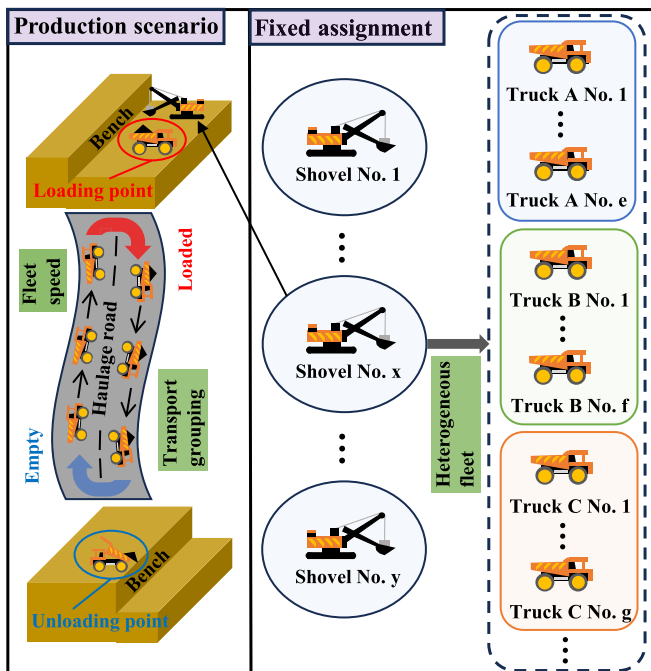 Production scenario
Bench
Loading point
Fleet
speed
Loaded
Haulage road
Transport
grouping
Empty
Bench
Unloading point
Fixed assignment
Shovel No. 1
Shovel No. x
Shovel No. y
Heterogeneous
fleet
Truck A No. 1
Truck A No. e
Truck B No. 1
Truck B No. f
Truck C No. 1
Truck C No. g